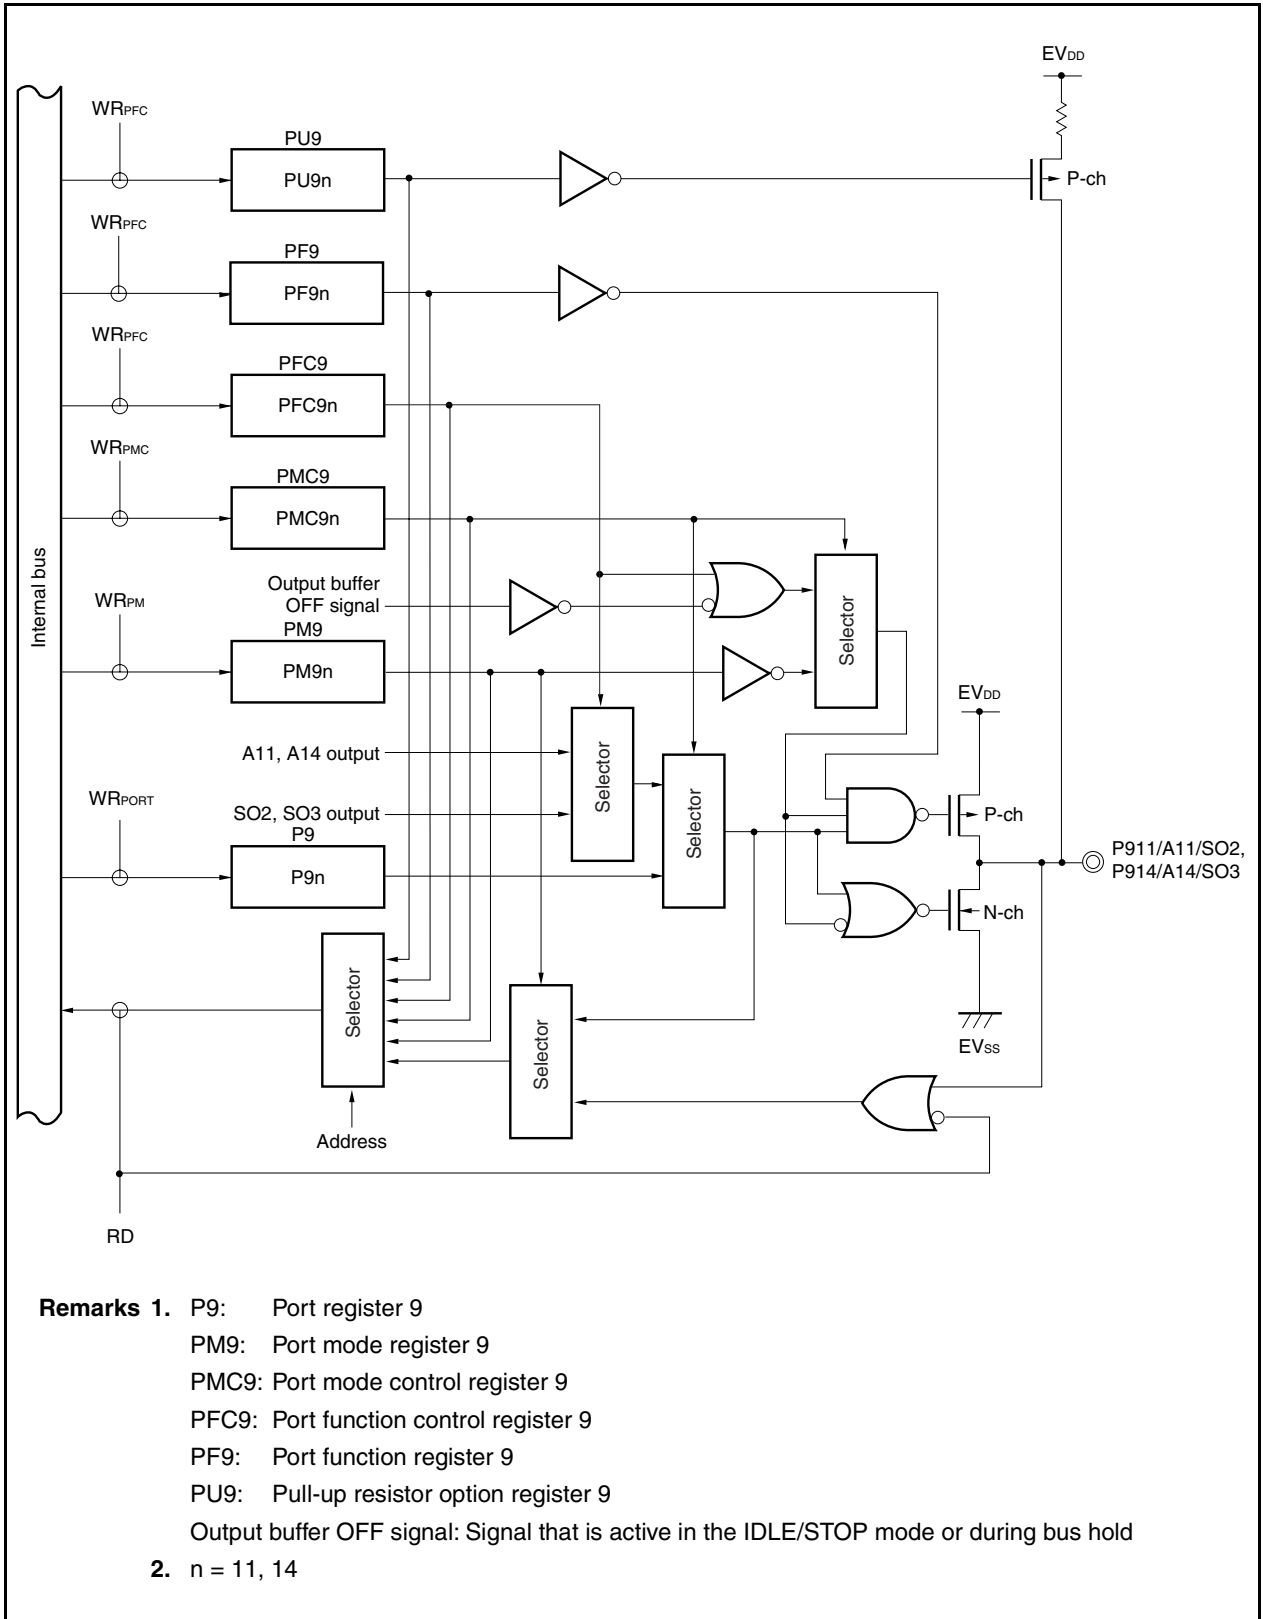 EVDD
WRPFC
PU9
PU9n
P-ch
WRPFC
PF9
PF9n
WRPFC
PFC9
PFC9n
WRPMC
PMC9
PMC9n
Internal bus
Output buffer
OFF signal
Selector
WRPM
PM9
PM9n
EVDD
A11, A14 output
Selector
Selector
WRPORT
SO2, SO3 output
P-ch
P9
P9n
P911/A11/SO2,
P914/A14/SO3
N-ch
Selector
Selector
EVSS
Address
RD
Remarks 1. P9: Port register 9
PM9: Port mode register 9
PMC9: Port mode control register 9
PFC9: Port function control register 9
PF9: Port function register 9
PU9: Pull-up resistor option register 9
Output buffer OFF signal: Signal that is active in the IDLE/STOP mode or during bus hold
2. n = 11, 14